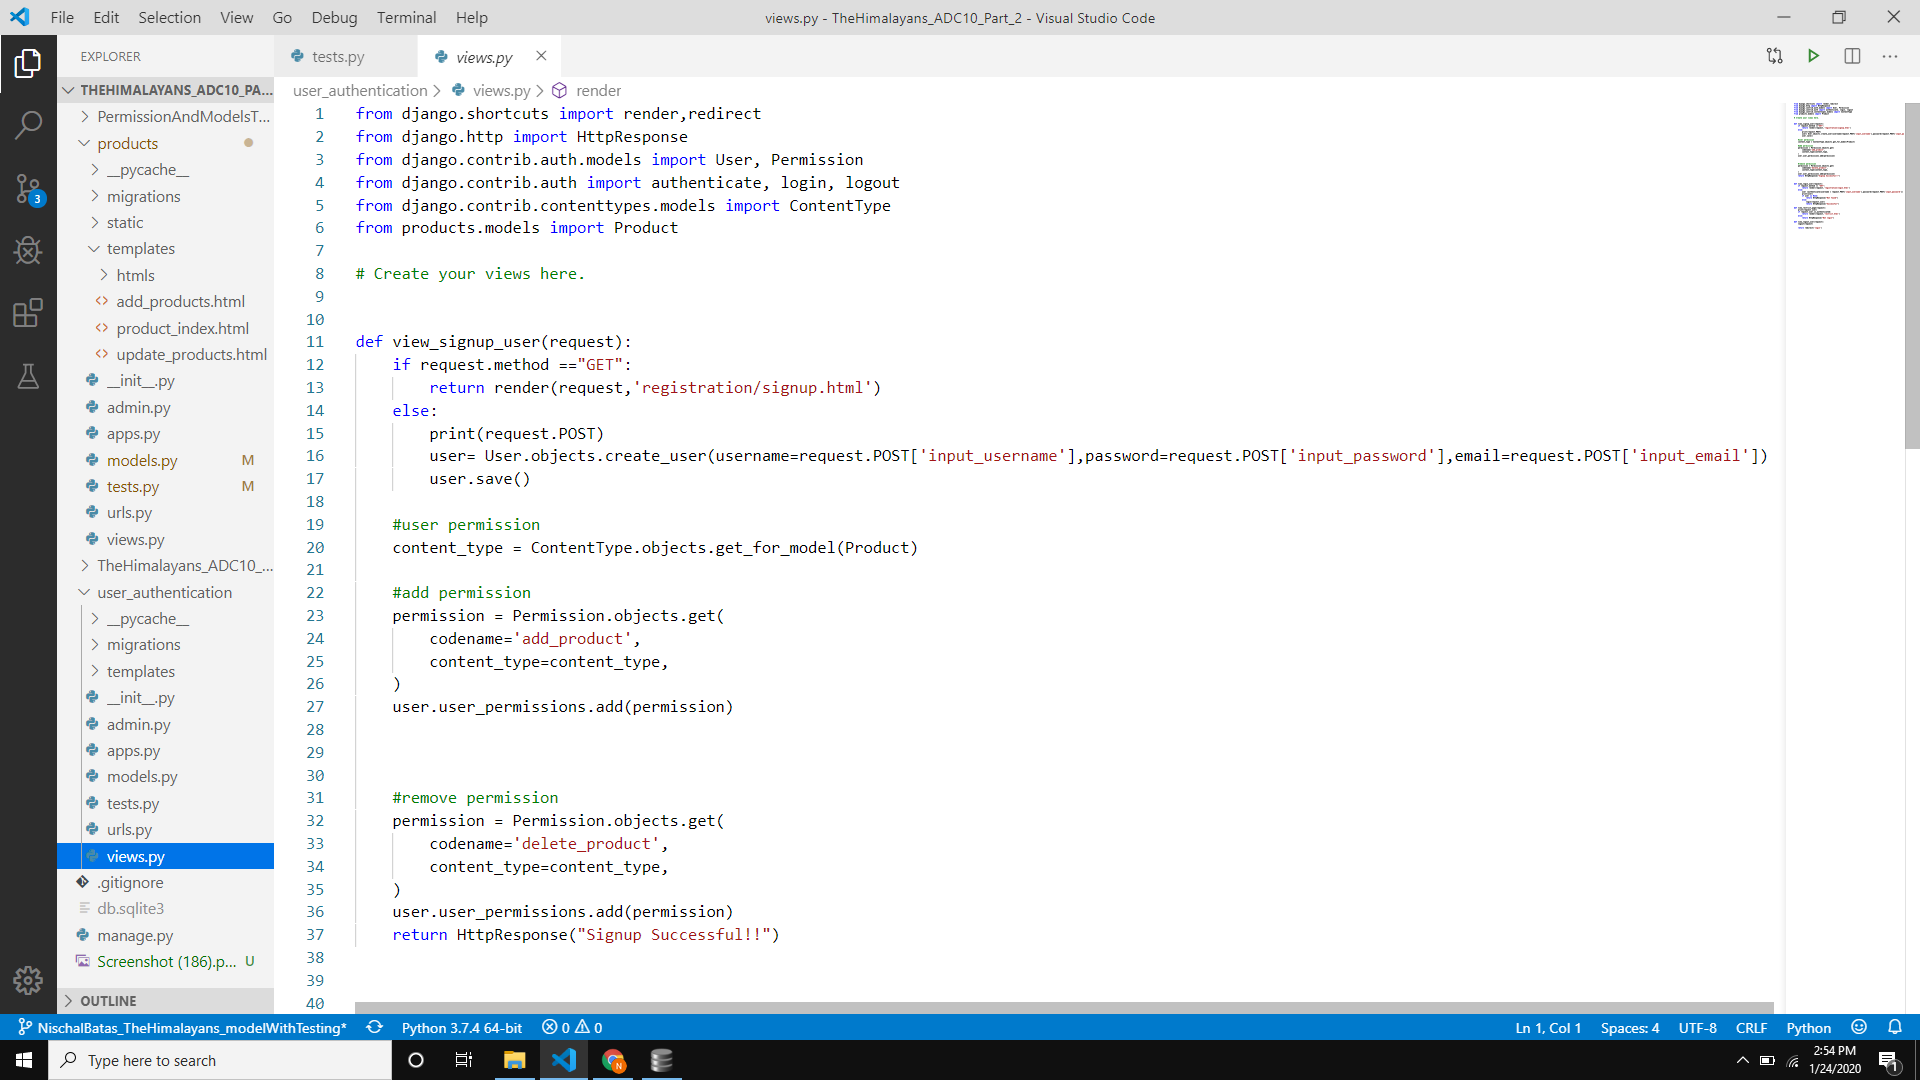 File Edit Selection View Go Debug Terminal Help
views.py - TheHimalayans_ADC10_Part_2 - Visual Studio Code
EXPLORER
THEHIMALAYANS_ADC10_PA...
PermissionAndModelsT...
products
__pycache__
migrations
static
templates
htmls
add_products.html
product_index.html
update_products.html
__init__.py
admin.py
apps.py
models.py M
tests.py M
urls.py
views.py
TheHimalayans_ADC10_...
user_authentication
__pycache__
migrations
templates
__init__.py
admin.py
apps.py
models.py
tests.py
urls.py
views.py
.gitignore
db.sqlite3
manage.py
Screenshot (186).p... U
OUTLINE
3
tests.py
views.py
user_authentication > views.py > render
1 from django.shortcuts import render,redirect
2 from django.http import HttpResponse
3 from django.contrib.auth.models import User, Permission
4 from django.contrib.auth import authenticate, login, logout
5 from django.contrib.contenttypes.models import ContentType
6 from products.models import Product
7
8 # Create your views here.
9
10
11 def view_signup_user(request):
12 if request.method =="GET":
13 return render(request,'registration/signup.html')
14 else:
15 print(request.POST)
16 user= User.objects.create_user(username=request.POST['input_username'],password=request.POST['input_password'],email=request.POST['input_email'])
17 user.save()
18
19 #user permission
20 content_type = ContentType.objects.get_for_model(Product)
21
22 #add permission
23 permission = Permission.objects.get(
24 codename='add_product',
25 content_type=content_type,
26 )
27 user.user_permissions.add(permission)
28
29
30
31 #remove permission
32 permission = Permission.objects.get(
33 codename='delete_product',
34 content_type=content_type,
35 )
36 user.user_permissions.add(permission)
37 return HttpResponse("Signup Successful!!")
38
39
40
NischalBatas_TheHimalayans_modelWithTesting* Python 3.7.4 64-bit 0 0
Ln 1, Col 1 Spaces: 4 UTF-8 CRLF Python
Type here to search
N
2:54 PM
1/24/2020
1